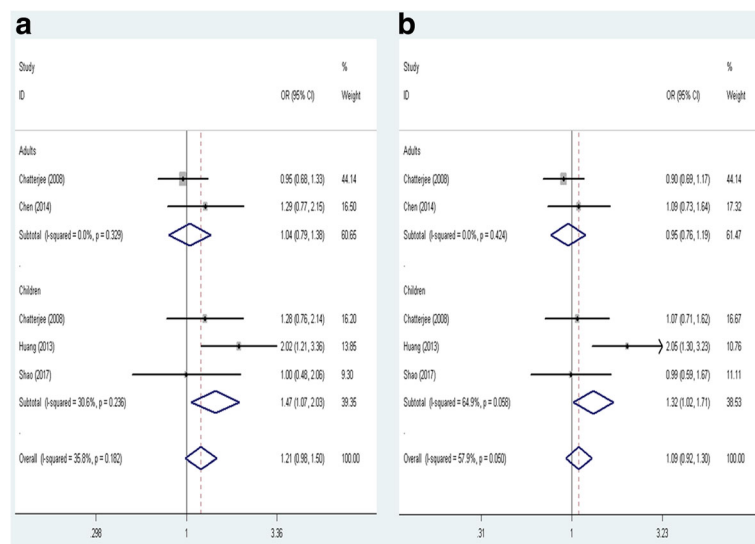 a
Study %
ID OR (95% CI) Weight
Adults
Chatterjee (2008) 0.95 (0.68, 1.33) 44.14
Chen (2014) 1.29 (0.77, 2.15) 16.50
Subtotal (I-squared = 0.0%, p = 0.329) 1.04 (0.79, 1.38) 60.65
.
Children
Chatterjee (2008) 1.28 (0.76, 2.14) 16.20
Huang (2013) 2.02 (1.21, 3.36) 13.85
Shao (2017) 1.00 (0.48, 2.06) 9.30
Subtotal (I-squared = 30.6%, p = 0.236) 1.47 (1.07, 2.03) 39.35
.
Overall (I-squared = 35.8%, p = 0.182) 1.21 (0.98, 1.50) 100.00
.298 1 3.36
b
Study %
ID OR (95% CI) Weight
Adults
Chatterjee (2008) 0.90 (0.69, 1.17) 44.14
Chen (2014) 1.09 (0.73, 1.64) 17.32
Subtotal (I-squared = 0.0%, p = 0.424) 0.95 (0.76, 1.19) 61.47
.
Children
Chatterjee (2008) 1.07 (0.71, 1.62) 16.67
Huang (2013) 2.05 (1.30, 3.23) 10.76
Shao (2017) 0.99 (0.59, 1.67) 11.11
Subtotal (I-squared = 64.9%, p = 0.058) 1.32 (1.02, 1.71) 38.53
.
Overall (I-squared = 57.9%, p = 0.050) 1.09 (0.92, 1.30) 100.00
.31 1 3.23